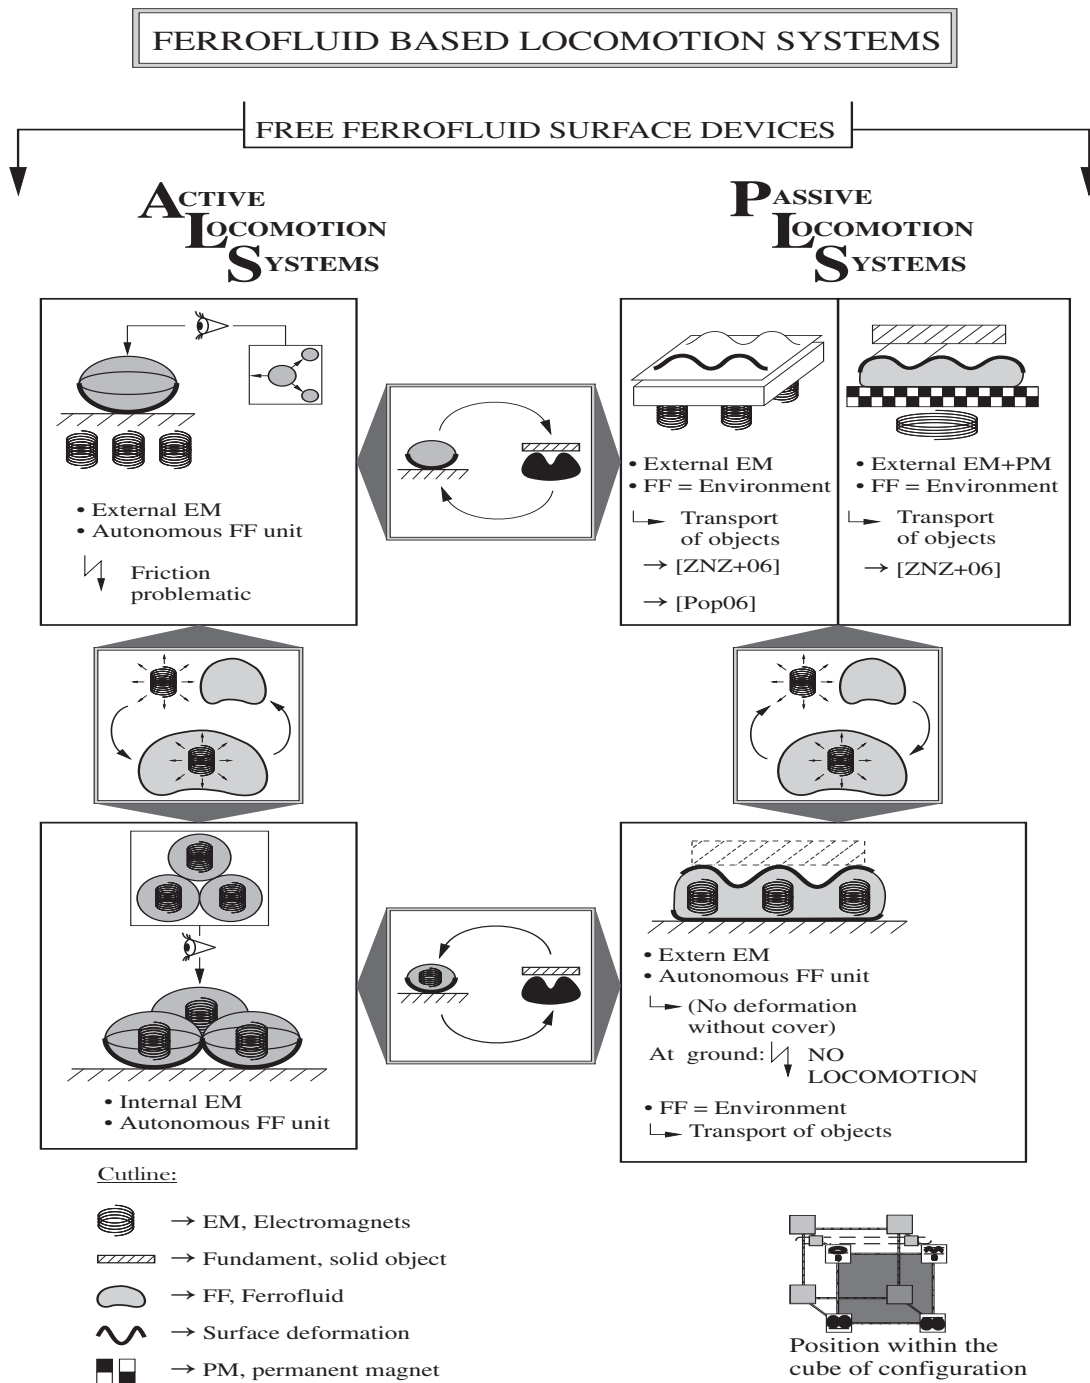 FERROFLUID BASED LOCOMOTION SYSTEMS
FREE FERROFLUID SURFACE DEVICES
ACTIVE
LOCOMOTION
SYSTEMS
PASSIVE
LOCOMOTION
SYSTEMS
• External EM
• Autonomous FF unit
Friction
problematic
• External EM
• FF = Environment
Transport
of objects
→ [ZNZ+06]
→ [Pop06]
• External EM+PM
• FF = Environment
Transport
of objects
→ [ZNZ+06]
• Internal EM
• Autonomous FF unit
• Extern EM
• Autonomous FF unit
(No deformation
without cover)
At ground: NO
LOCOMOTION
• FF = Environment
Transport of objects
Cutline:
→ EM, Electromagnets
→ Fundament, solid object
→ FF, Ferrofluid
→ Surface deformation
→ PM, permanent magnet
Position within the
cube of configuration